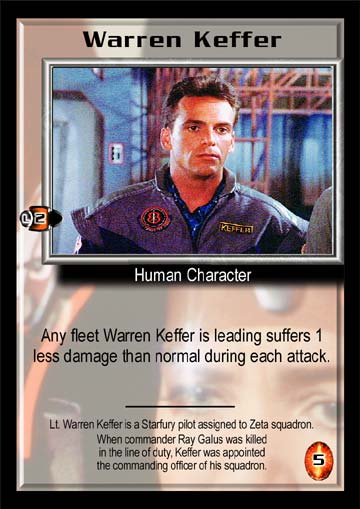 Warren Keffer
KEFFER
P 2
Human Character
Any fleet Warren Keffer is leading suffers 1
less damage than normal during each attack.
Lt. Warren Keffer is a Starfury pilot assigned to Zeta squadron.
When commander Ray Galus was killed
in the line of duty, Keffer was appointed
the commanding officer of his squadron.
5